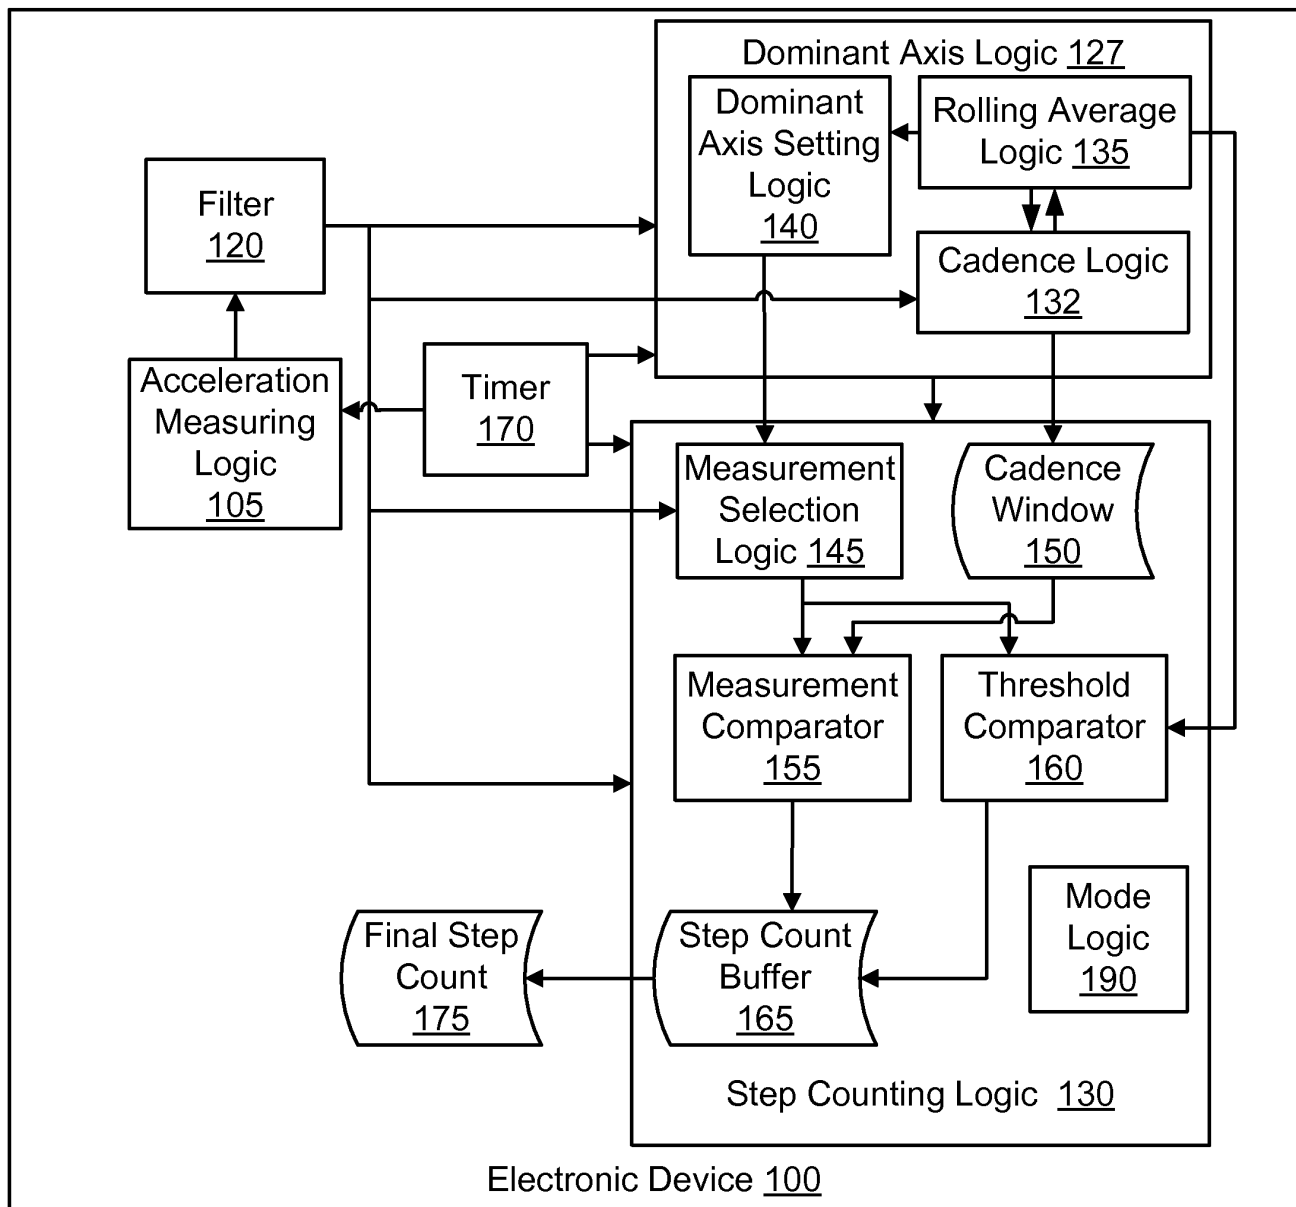 Dominant Axis Logic 127
Dominant
Axis Setting
Logic
140
Rolling Average
Logic 135
Filter
120
Cadence Logic
132
Acceleration
Measuring
Logic
105
Timer
170
Measurement
Selection
Logic 145
Cadence
Window
150
Measurement
Comparator
155
Threshold
Comparator
160
Mode
Logic
190
Final Step
Count
175
Step Count
Buffer
165
Step Counting Logic 130
Electronic Device 100